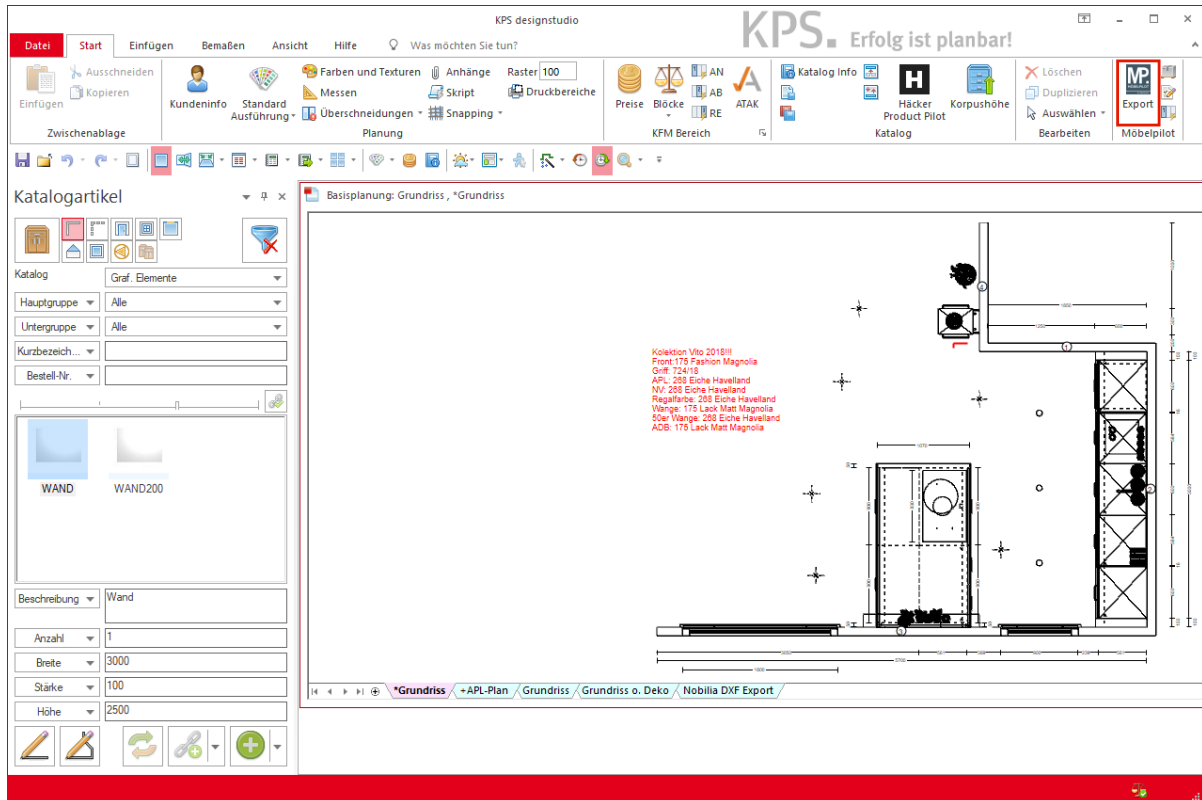 KPS designstudio
KPS. Erfolg ist planbar!
Datei Start Einfügen Bemaßen Ansicht Hilfe Was möchten Sie tun?
Einfügen
Ausschneiden
Kopieren
Zwischenablage
Kundeninfo
Standard
Ausführung
Farben und Texturen Anhänge Raster 100
Messen Skript Druckbereiche
Überschneidungen Snapping
Planung
Preise
Blöcke
AN
AB
RE
ATAK
KFM Bereich
Katalog Info
H
Häcker
Product Pilot
Korpushöhe
Katalog
Löschen
Duplizieren
Auswählen
Bearbeiten
MP.
Export
Möbelpilot
Katalogartikel
Katalog Graf. Elemente
Hauptgruppe Alle
Untergruppe Alle
Kurzbezeich...
Bestell-Nr.
WAND WAND200
Beschreibung Wand
Anzahl 1
Breite 3000
Stärke 100
Höhe 2500
Basisplanung: Grundriss , *Grundriss
Kolektion Vito 2018!!!
Front:175 Fashion Magnolia
Griff: 724/18
APL: 268 Eiche Havelland
NV: 268 Eiche Havelland
Regalfarbe: 268 Eiche Havelland
Wange: 175 Lack Matt Magnolia
50er Wange: 268 Eiche Havelland
ADB: 175 Lack Matt Magnolia
4
1
2
3
*Grundriss +APL-Plan Grundriss Grundriss o. Deko Nobilia DXF Export